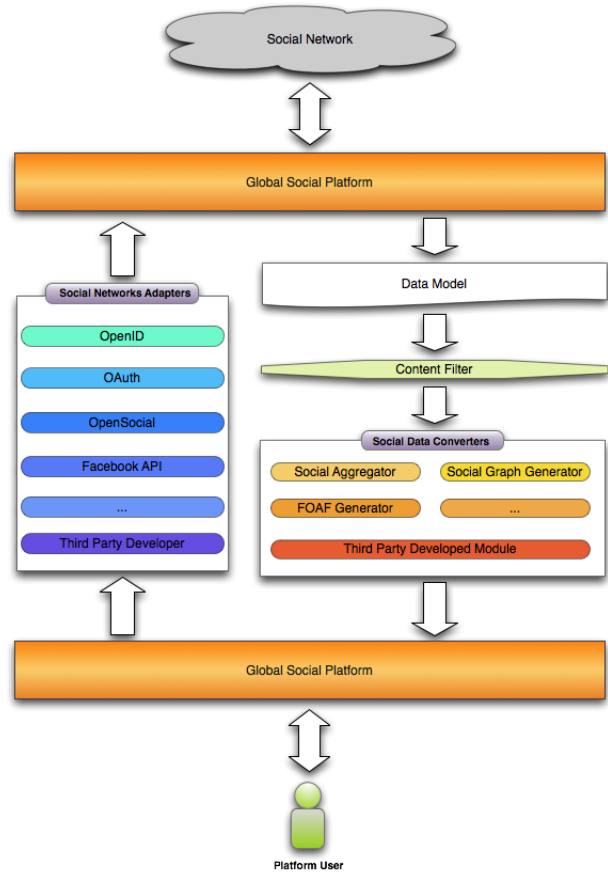 Social Network
Global Social Platform
Social Networks Adapters
OpenID
OAuth
OpenSocial
Facebook API
...
Third Party Developer
Data Model
Content Filter
Social Data Converters
Social Aggregator
Social Graph Generator
FOAF Generator
...
Third Party Developed Module
Global Social Platform
Platform User